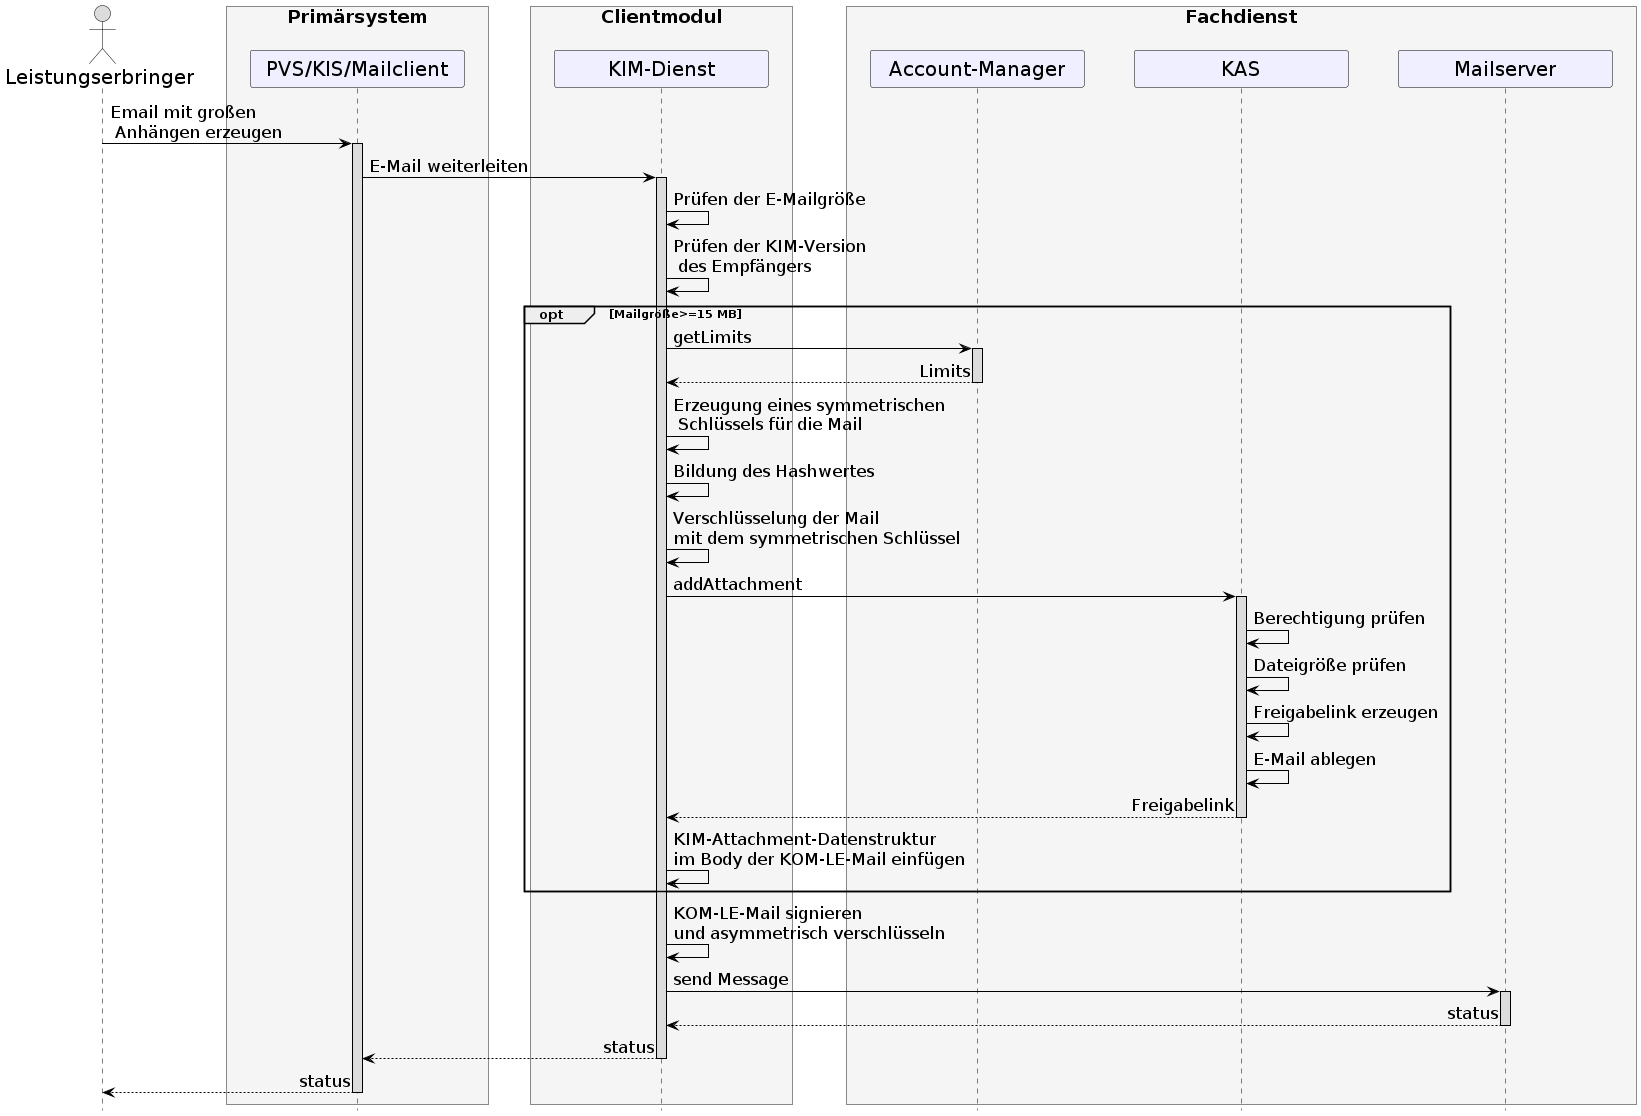 Primärsystem
Clientmodul
Fachdienst
Leistungserbringer
PVS/KIS/Mailclient
KIM-Dienst
Account-Manager
KAS
Mailserver
Email mit großen
Anhängen erzeugen
E-Mail weiterleiten
Prüfen der E-Mailgröße
Prüfen der KIM-Version
des Empfängers
opt
[Mailgröße>=15 MB]
getLimits
Limits
Erzeugung eines symmetrischen
Schlüssels für die Mail
Bildung des Hashwertes
Verschlüsselung der Mail
mit dem symmetrischen Schlüssel
addAttachment
Berechtigung prüfen
Dateigröße prüfen
Freigabelink erzeugen
E-Mail ablegen
Freigabelink
KIM-Attachment-Datenstruktur
im Body der KOM-LE-Mail einfügen
KOM-LE-Mail signieren
und asymmetrisch verschlüsseln
send Message
status
status
status